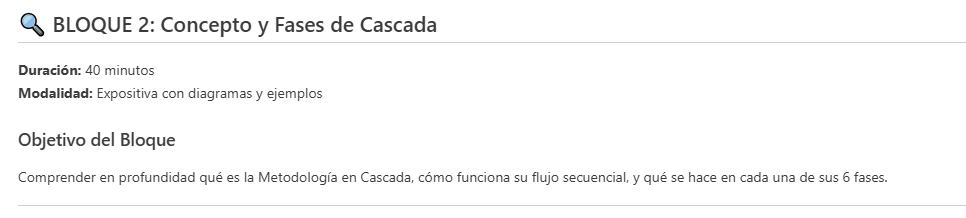 BLOQUE 2: Concepto y Fases de Cascada
Duración: 40 minutos
Modalidad: Expositiva con diagramas y ejemplos
Objetivo del Bloque
Comprender en profundidad qué es la Metodología en Cascada, cómo funciona su flujo secuencial, y qué se hace en cada una de sus 6 fases.